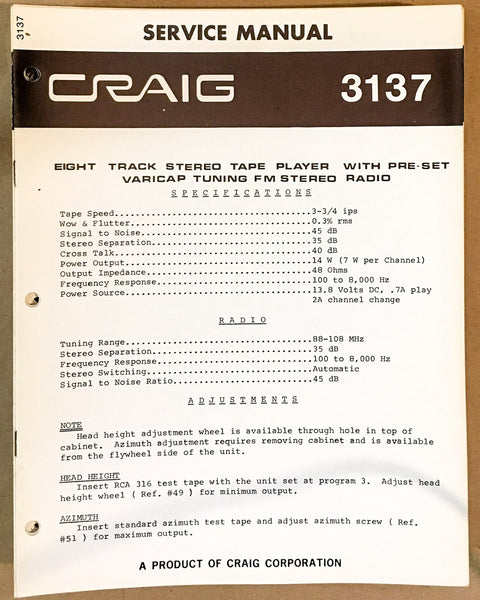 3137
SERVICE MANUAL
CRAIG 3137
EIGHT TRACK STEREO TAPE PLAYER WITH PRE-SET
VARICAP TUNING FM STEREO RADIO
SPECIFICATIONS
Tape Speed.....................................3-3/4 ips
Wow & Flutter..................................0.3% rms
Signal to Noise................................45 dB
Stereo Separation..............................35 dB
Cross Talk.....................................40 dB
Power Output...................................14 W (7 W per Channel)
Output Impedance...............................48 Ohms
Frequency Response.............................100 to 8,000 Hz
Power Source...................................13.8 Volts DC, .7A play
2A channel change
RADIO
Tuning Range...................................88-108 MHz
Stereo Separation..............................35 dB
Frequency Response.............................100 to 8,000 Hz
Stereo Switching...............................Automatic
Signal to Noise Ratio..........................45 dB
ADJUSTMENTS
NOTE
Head height adjustment wheel is available through hole in top of
cabinet. Azimuth adjustment requires removing cabinet and is available
from the flywheel side of the unit.
HEAD HEIGHT
Insert RCA 316 test tape with the unit set at program 3. Adjust head
height wheel ( Ref. #49 ) for minimum output.
AZIMUTH
Insert standard azimuth test tape and adjust azimuth screw ( Ref.
#51 ) for maximum output.
A PRODUCT OF CRAIG CORPORATION